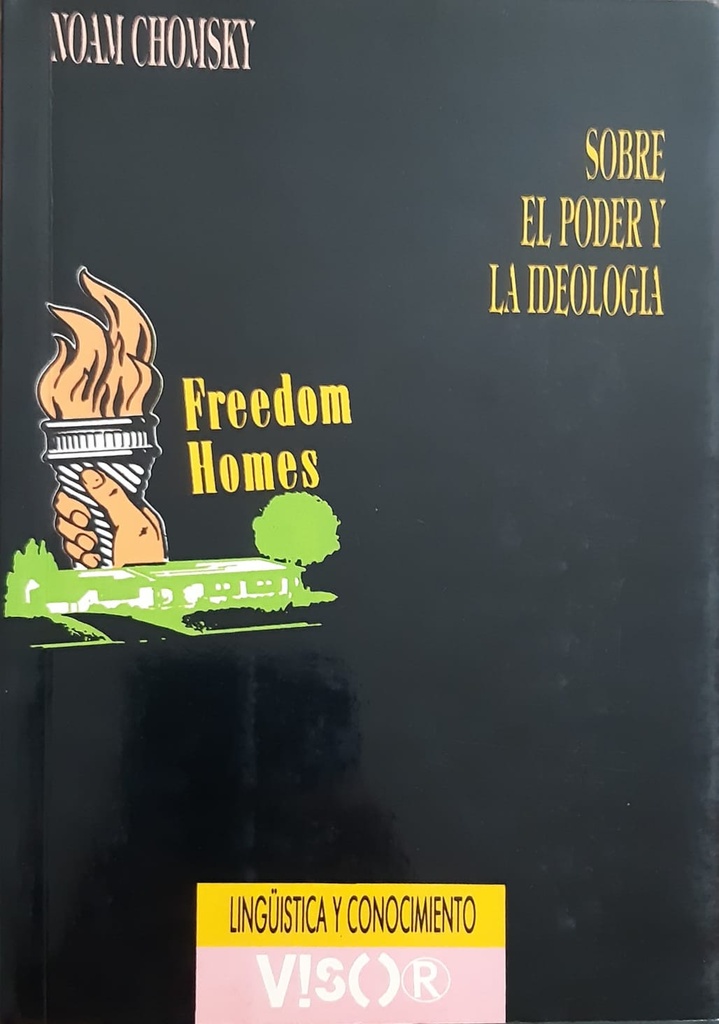 NOAM CHOMSKY
SOBRE
EL PODER Y
LA IDEOLOGIA
Freedom
Homes
LINGÜISTICA Y CONOCIMIENTO
V!S()R